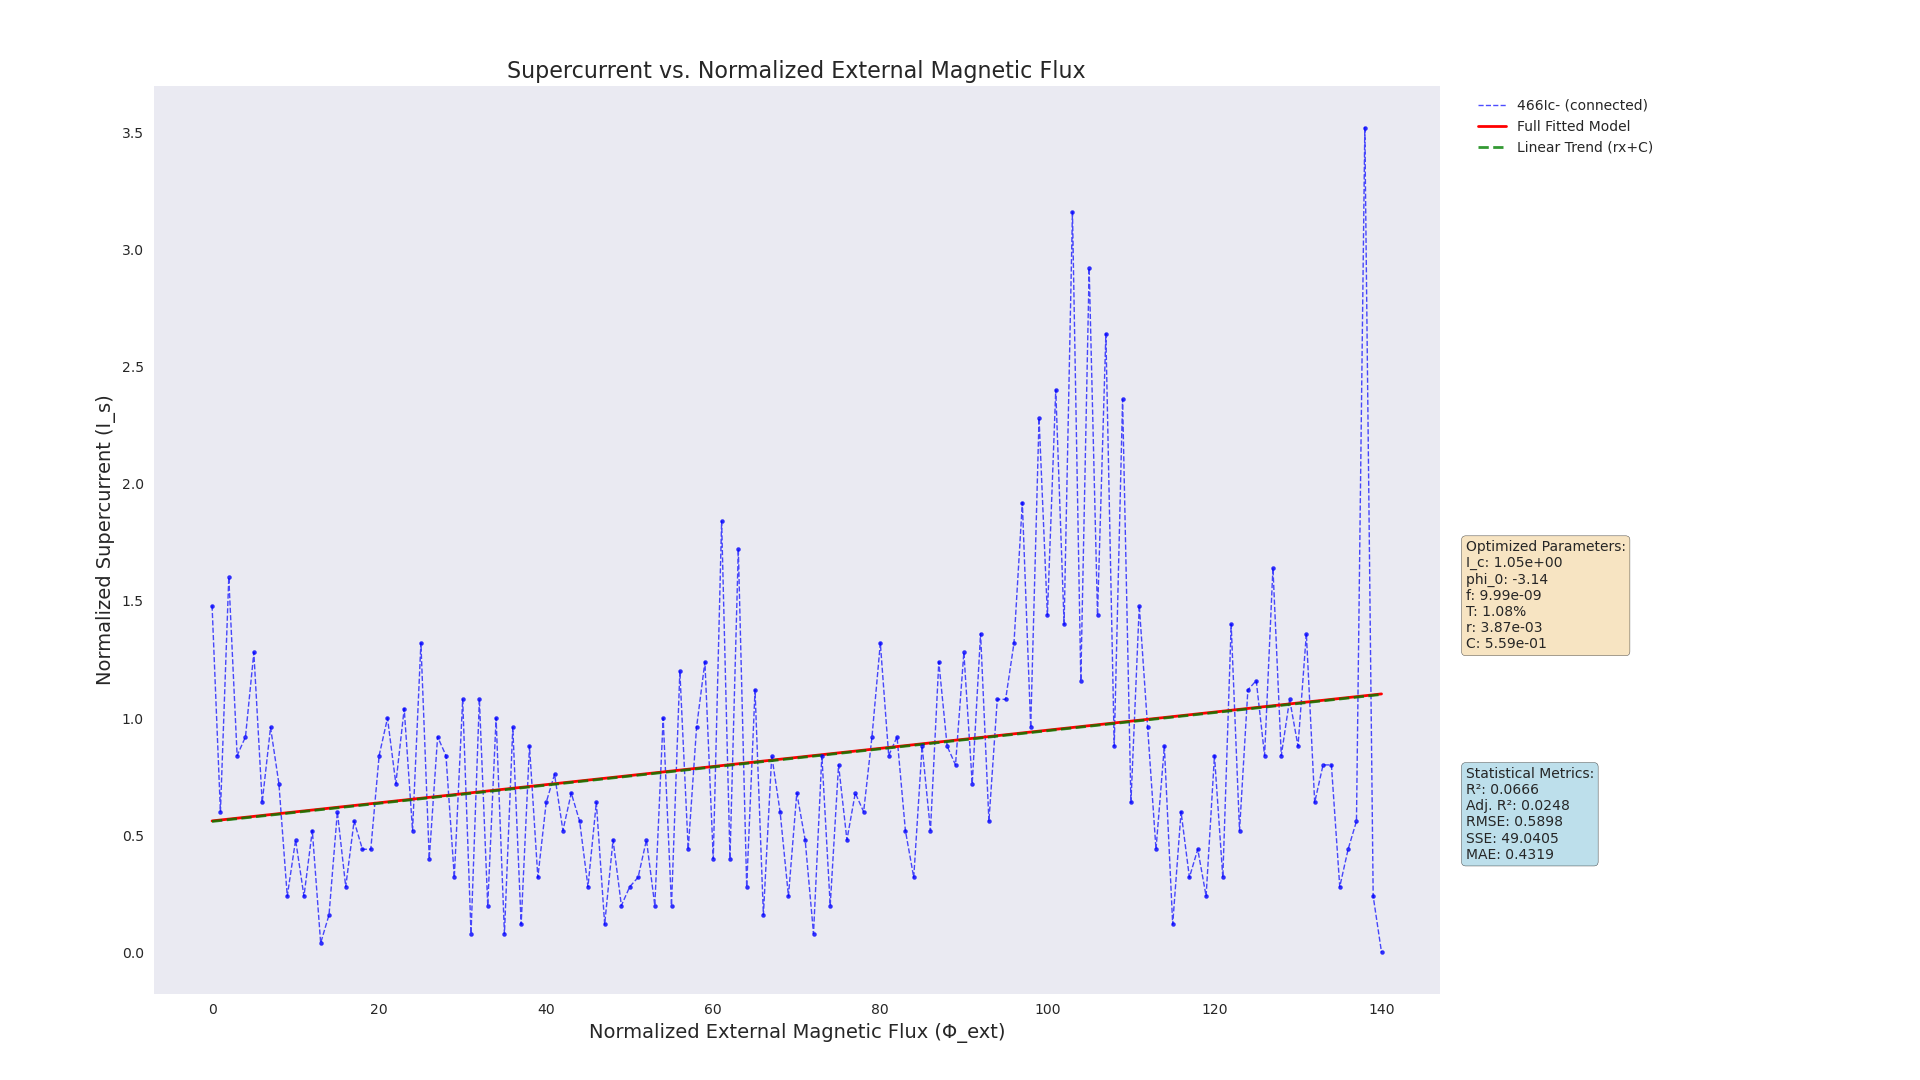 Supercurrent vs. Normalized External Magnetic Flux
466Ic- (connected)
Full Fitted Model
Linear Trend (rx+C)
3.5
3.0
2.5
2.0
1.5
1.0
0.5
0.0
Normalized Supercurrent (I_s)
0 20 40 60 80 100 120 140
Normalized External Magnetic Flux (Φ_ext)
Optimized Parameters:
I_c: 1.05e+00
phi_0: -3.14
f: 9.99e-09
T: 1.08%
r: 3.87e-03
C: 5.59e-01
Statistical Metrics:
R²: 0.0666
Adj. R²: 0.0248
RMSE: 0.5898
SSE: 49.0405
MAE: 0.4319